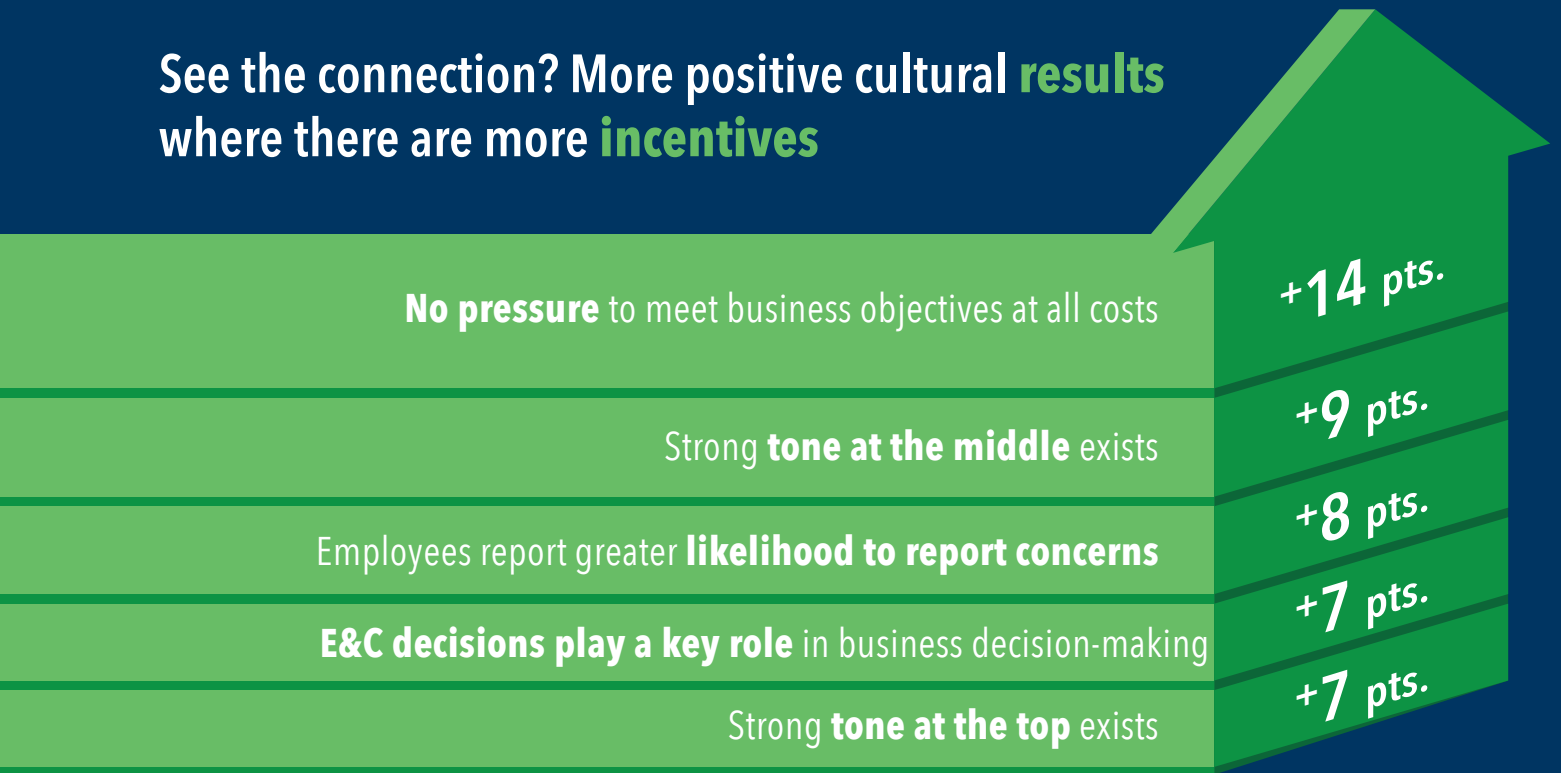 See the connection? More positive cultural results
where there are more incentives
No pressure to meet business objectives at all costs
+14 pts.
Strong tone at the middle exists
+9 pts.
Employees report greater likelihood to report concerns
+8 pts.
E&C decisions play a key role in business decision-making
+7 pts.
Strong tone at the top exists
+7 pts.